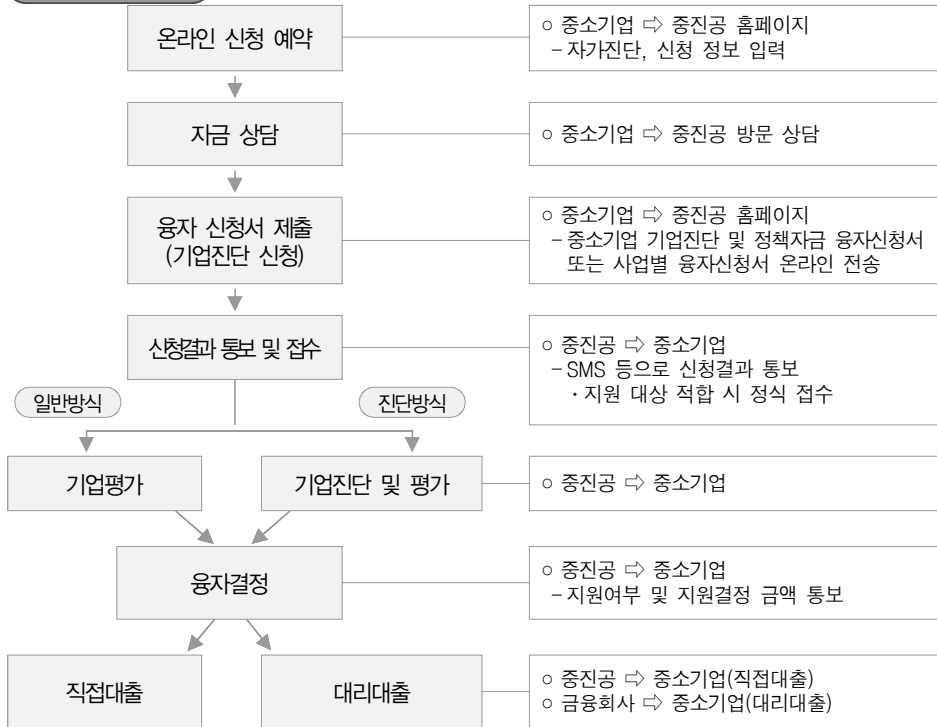 온라인 신청 예약
○ 중소기업 ⇨ 중진공 홈페이지
- 자가진단, 신청 정보 입력
자금 상담
○ 중소기업 ⇨ 중진공 방문 상담
융자 신청서 제출
(기업진단 신청)
○ 중소기업 ⇨ 중진공 홈페이지
- 중소기업 기업진단 및 정책자금 융자신청서
또는 사업별 융자신청서 온라인 전송
신청결과 통보 및 접수
○ 중진공 ⇨ 중소기업
- SMS 등으로 신청결과 통보
· 지원 대상 적합 시 정식 접수
일반방식
진단방식
기업평가
기업진단 및 평가
○ 중진공 ⇨ 중소기업
융자결정
○ 중진공 ⇨ 중소기업
- 지원여부 및 지원결정 금액 통보
직접대출
대리대출
○ 중진공 ⇨ 중소기업(직접대출)
○ 금융회사 ⇨ 중소기업(대리대출)